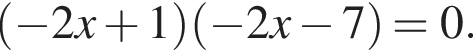 (−2x + 1)(−2x − 7) = 0.